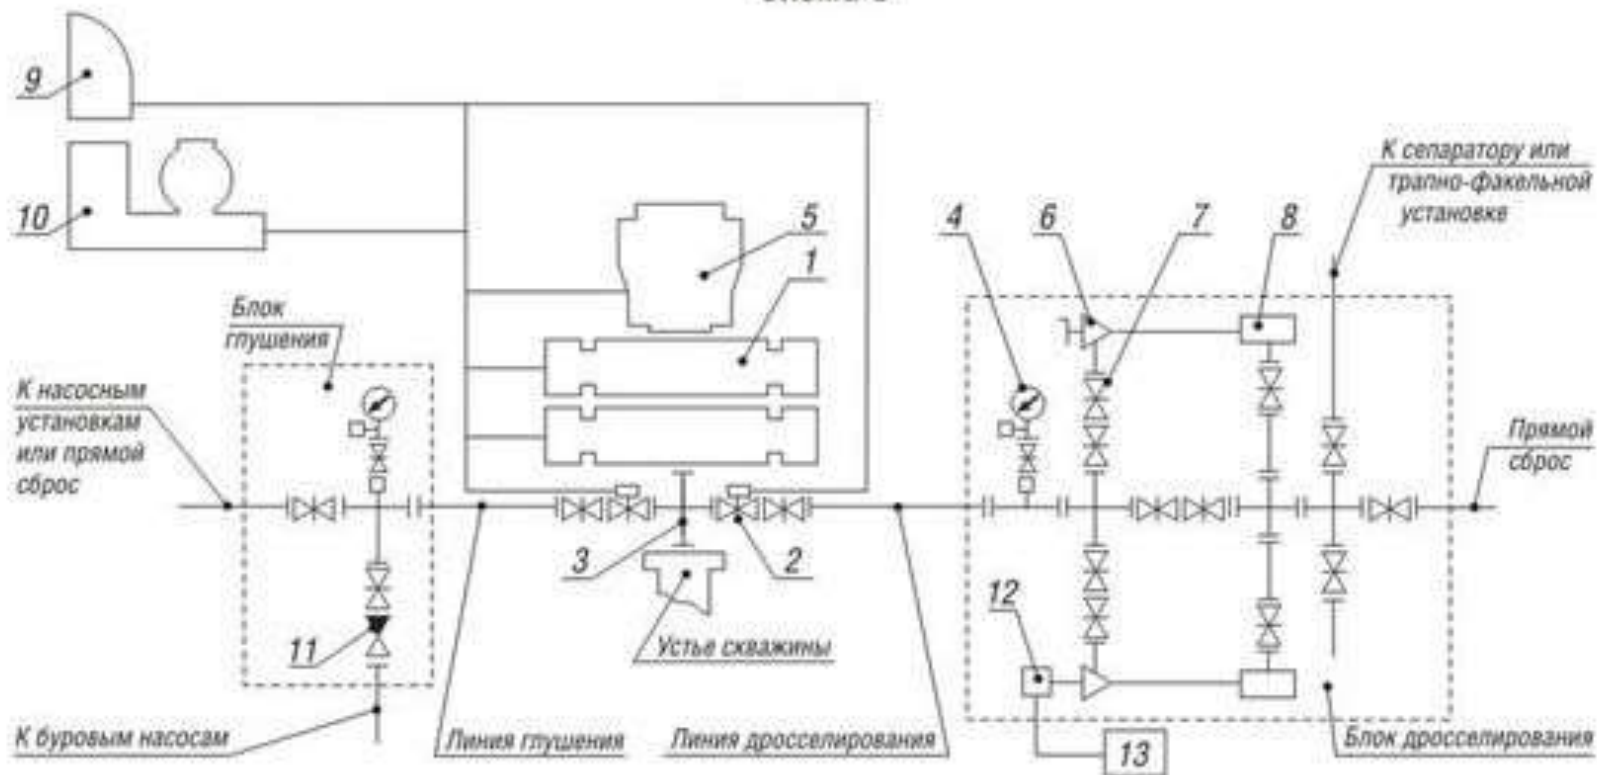 9
К сепаратору или
трапно-факельной
установке
10
5
4
6
7
8
1
Блок
глушения
К насосным
установкам
или прямой
сброс
Прямой
сброс
3
2
12
11
Устье скважины
К буровым насосам
Линия глушения
Линия дросселирования
13
Блок дросселирования